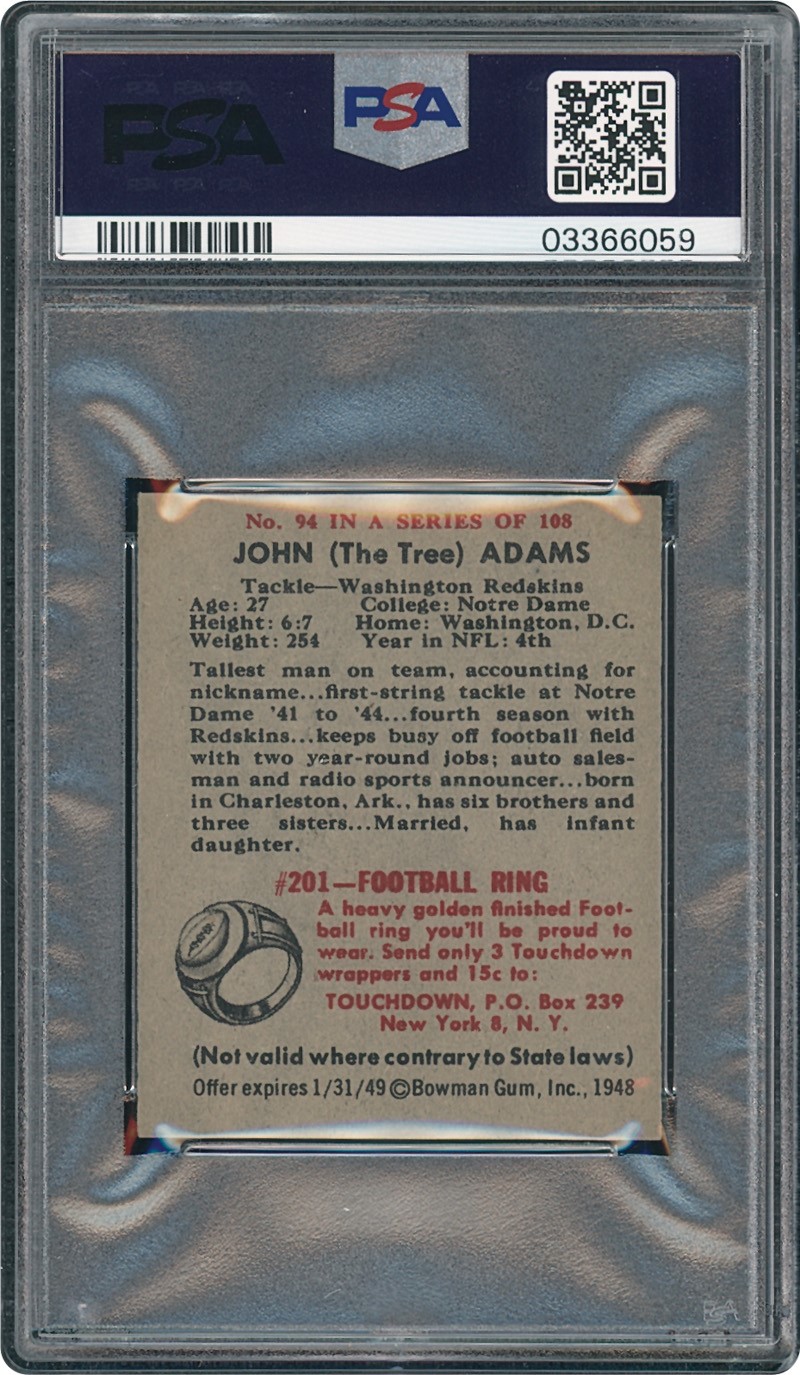 PSA
PSA
03366059
No. 94 IN A SERIES OF 108
JOHN (The Tree) ADAMS
Tackle—Washington Redskins
Age: 27 College: Notre Dame
Height: 6:7 Home: Washington, D.C.
Weight: 254 Year in NFL: 4th
Tallest man on team, accounting for
nickname...first-string tackle at Notre
Dame '41 to '44...fourth season with
Redskins...keeps busy off football field
with two year-round jobs; auto sales-
man and radio sports announcer...born
in Charleston, Ark., has six brothers and
three sisters...Married, has infant
daughter.
#201—FOOTBALL RING
A heavy golden finished Foot-
ball ring you'll be proud to
wear. Send only 3 Touchdown
wrappers and 15c to:
TOUCHDOWN, P.O. Box 239
New York 8, N. Y.
(Not valid where contrary to State laws)
Offer expires 1/31/49 ©Bowman Gum, Inc., 1948
PSA